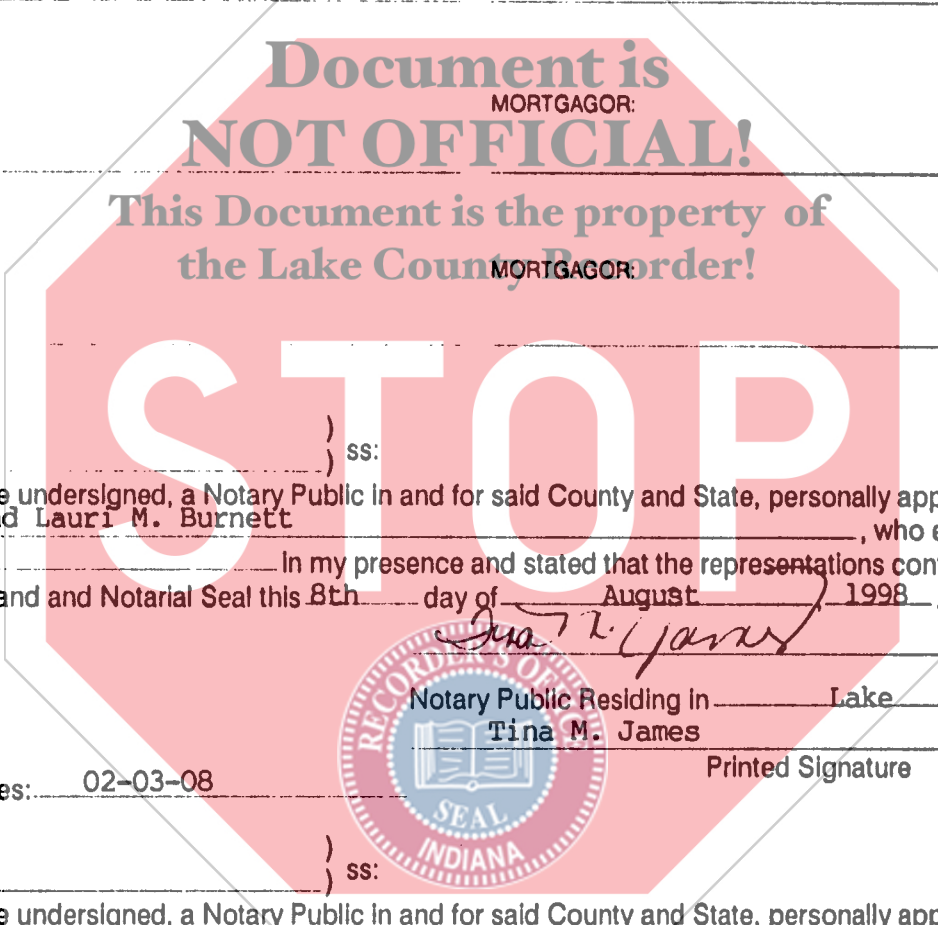 Document is
MORTGAGOR:
NOT OFFICIAL!
This Document is the property of
the Lake County Recorder!
MORTGAGOR:
STOP
) ss:
)
e undersigned, a Notary Public in and for said County and State, personally app
d Lauri M. Burnett
, who e
in my presence and stated that the representations con
and and Notarial Seal this 8th day of August, 1998
Tina M. James
RECORDER'S OFFICE
Notary Public Residing in Lake
Tina M. James
Printed Signature
es: 02-03-08
SEAL
INDIANA
) ss:
)
e undersigned, a Notary Public in and for said County and State, personally app